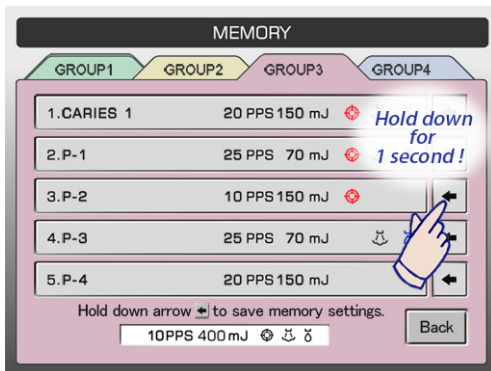 MEMORY
GROUP1 GROUP2 GROUP3 GROUP4
1.CARIES 1 20 PPS 150 mJ
2.P-1 25 PPS 70 mJ
3.P-2 10 PPS 150 mJ
4.P-3 25 PPS 70 mJ
5.P-4 20 PPS 150 mJ
Hold down
for
1 second !
Hold down arrow to save memory settings.
10PPS 400 mJ
Back